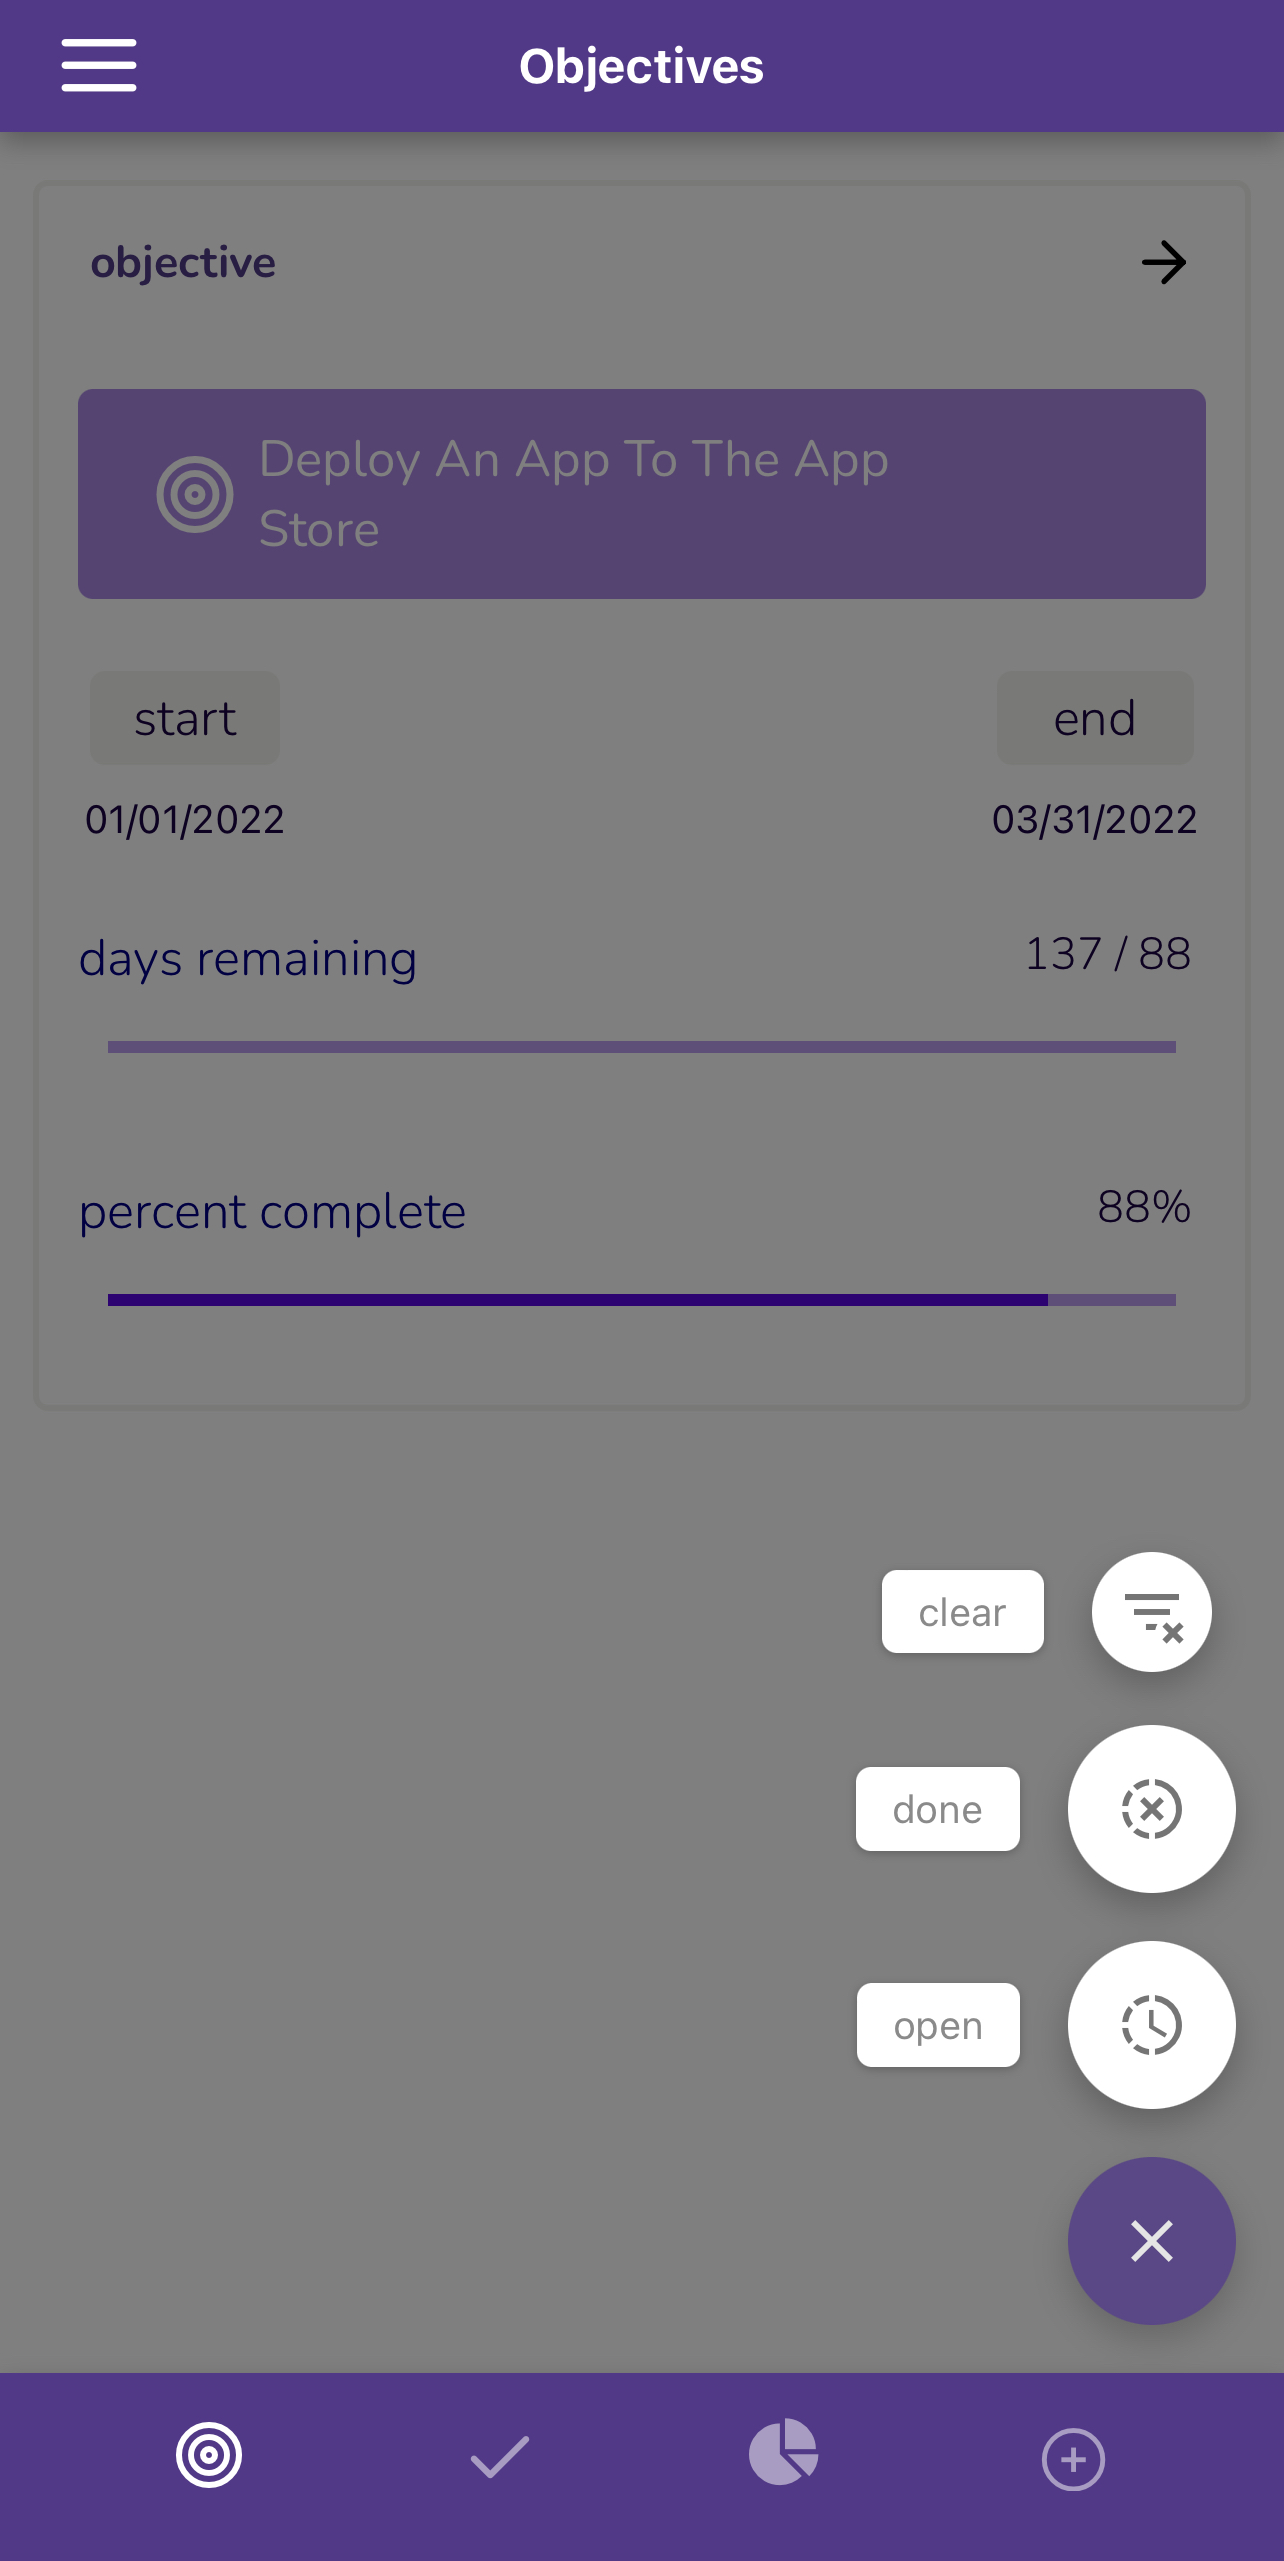 Objectives
objective
Deploy An App To The App
Store
start
end
01/01/2022
03/31/2022
days remaining
137 / 88
percent complete
88%
clear
done
open